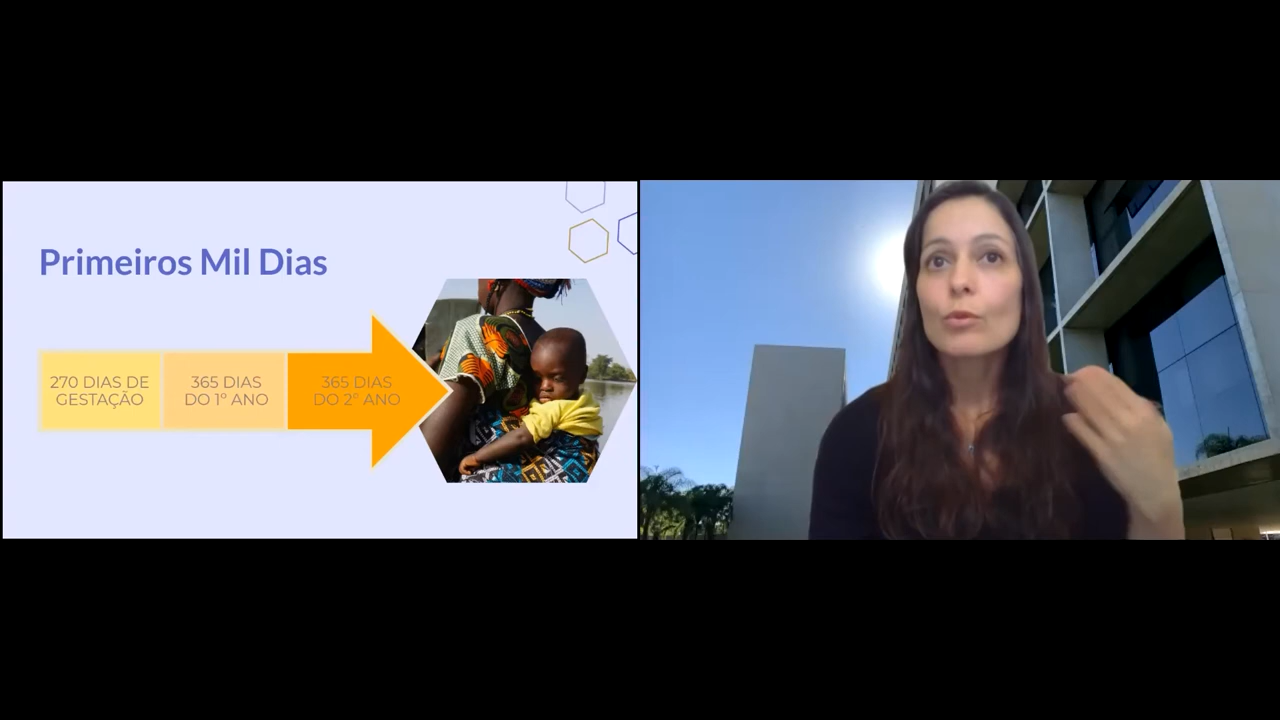 Primeiros Mil Dias
270 DIAS DE
GESTAÇÃO
365 DIAS
DO 1º ANO
365 DIAS
DO 2º ANO